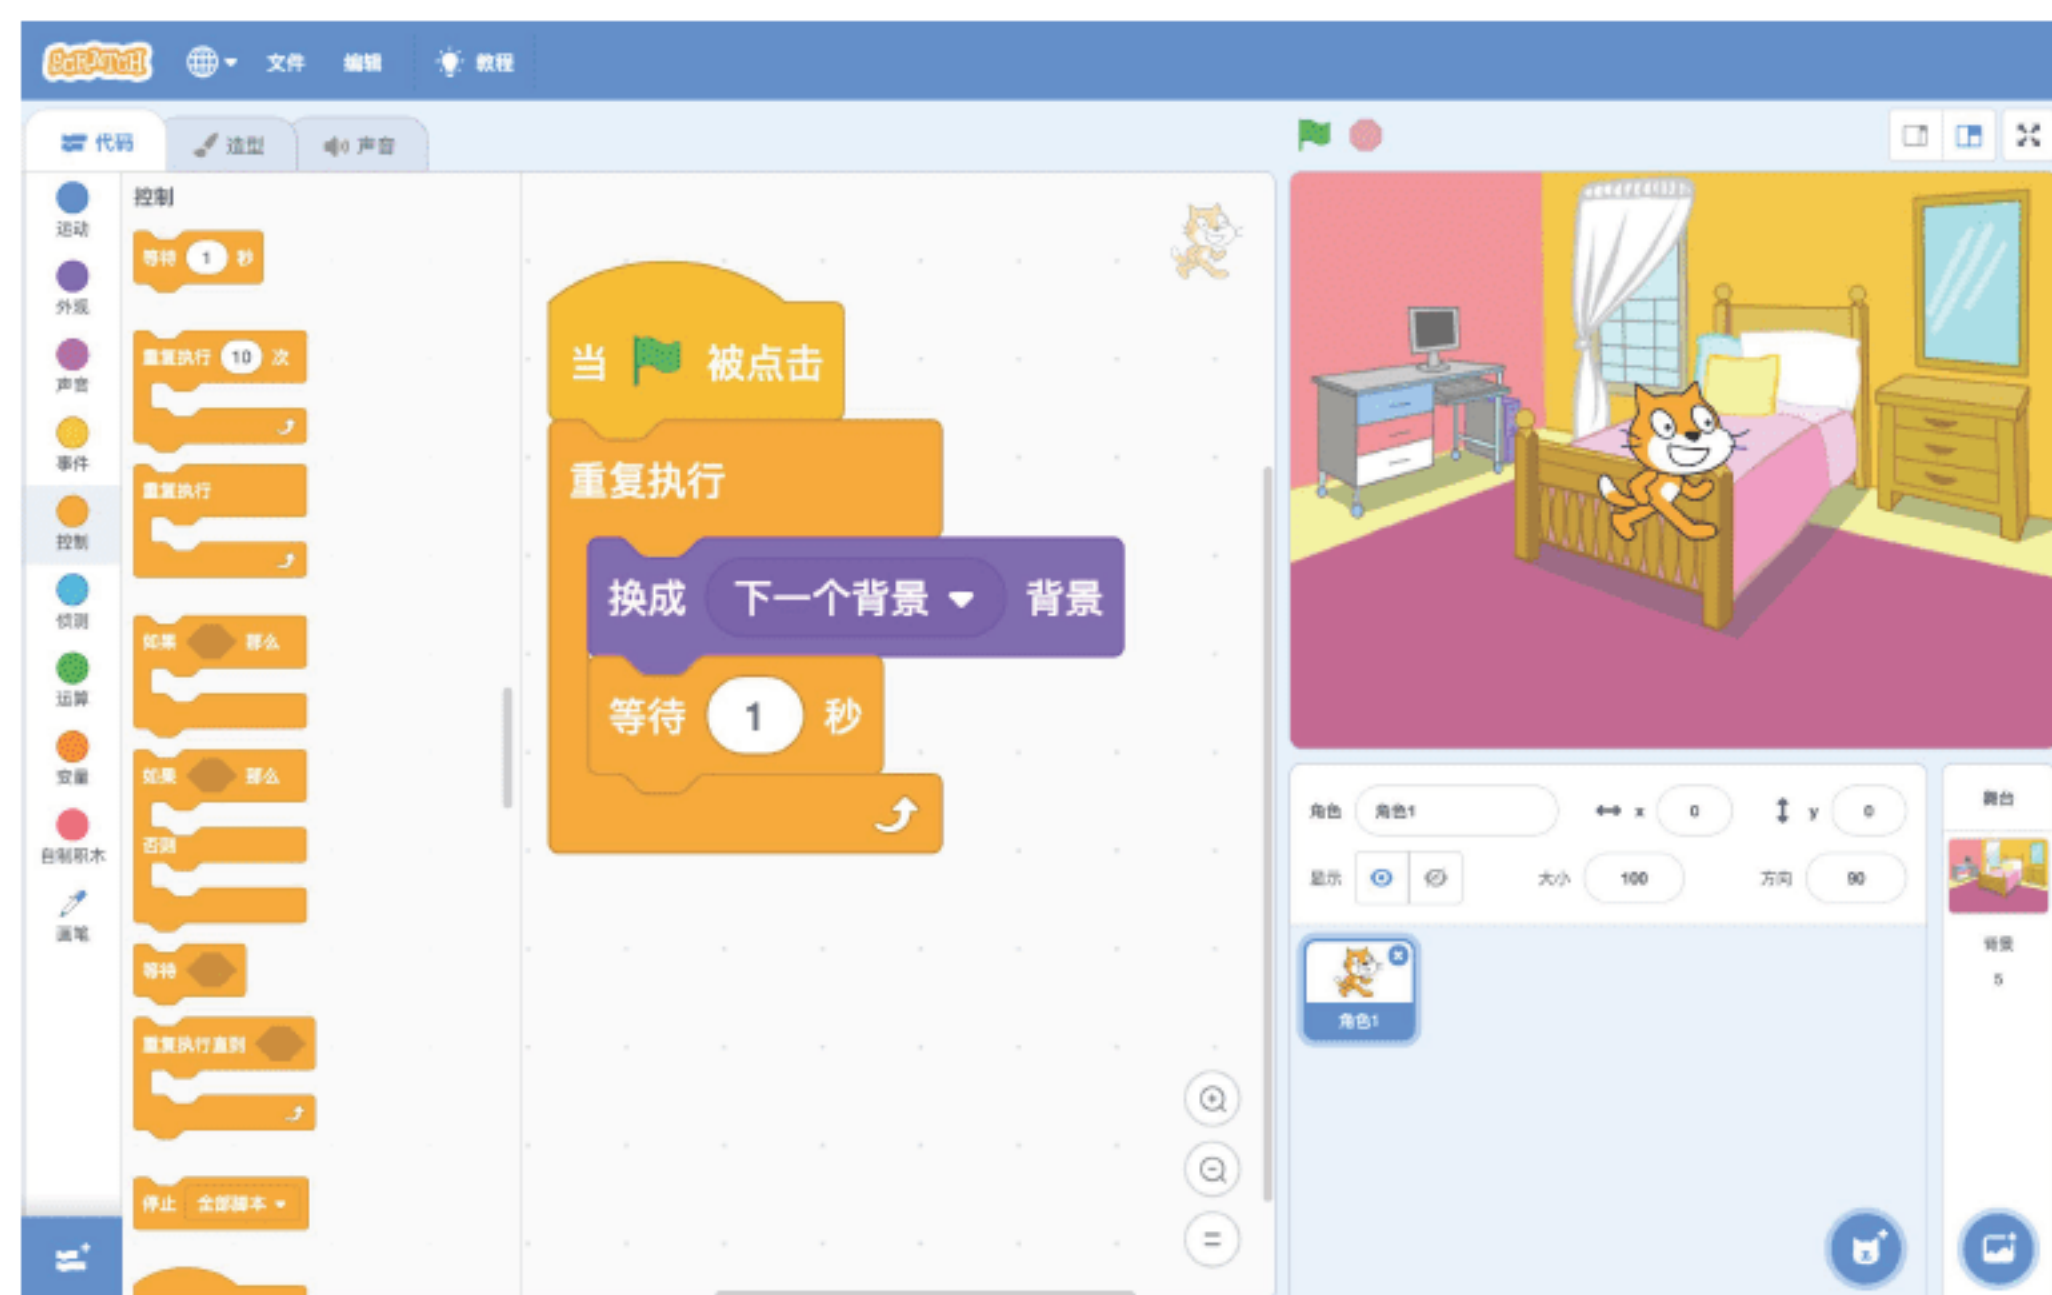 SCRATCH 文件 编辑 教程
代码 造型 声音
运动
外观
声音
事件
控制
侦测
运算
变量
自制积木
画笔
控制
等待 1 秒
重复执行 10 次
重复执行
如果 那么
如果 那么
否则
等待
重复执行直到
停止 全部脚本
当 被点击
重复执行
换成 下一个背景 背景
等待 1 秒
角色 角色1 x 0 y 0
显示 大小 100 方向 90
角色1
舞台
背景
5